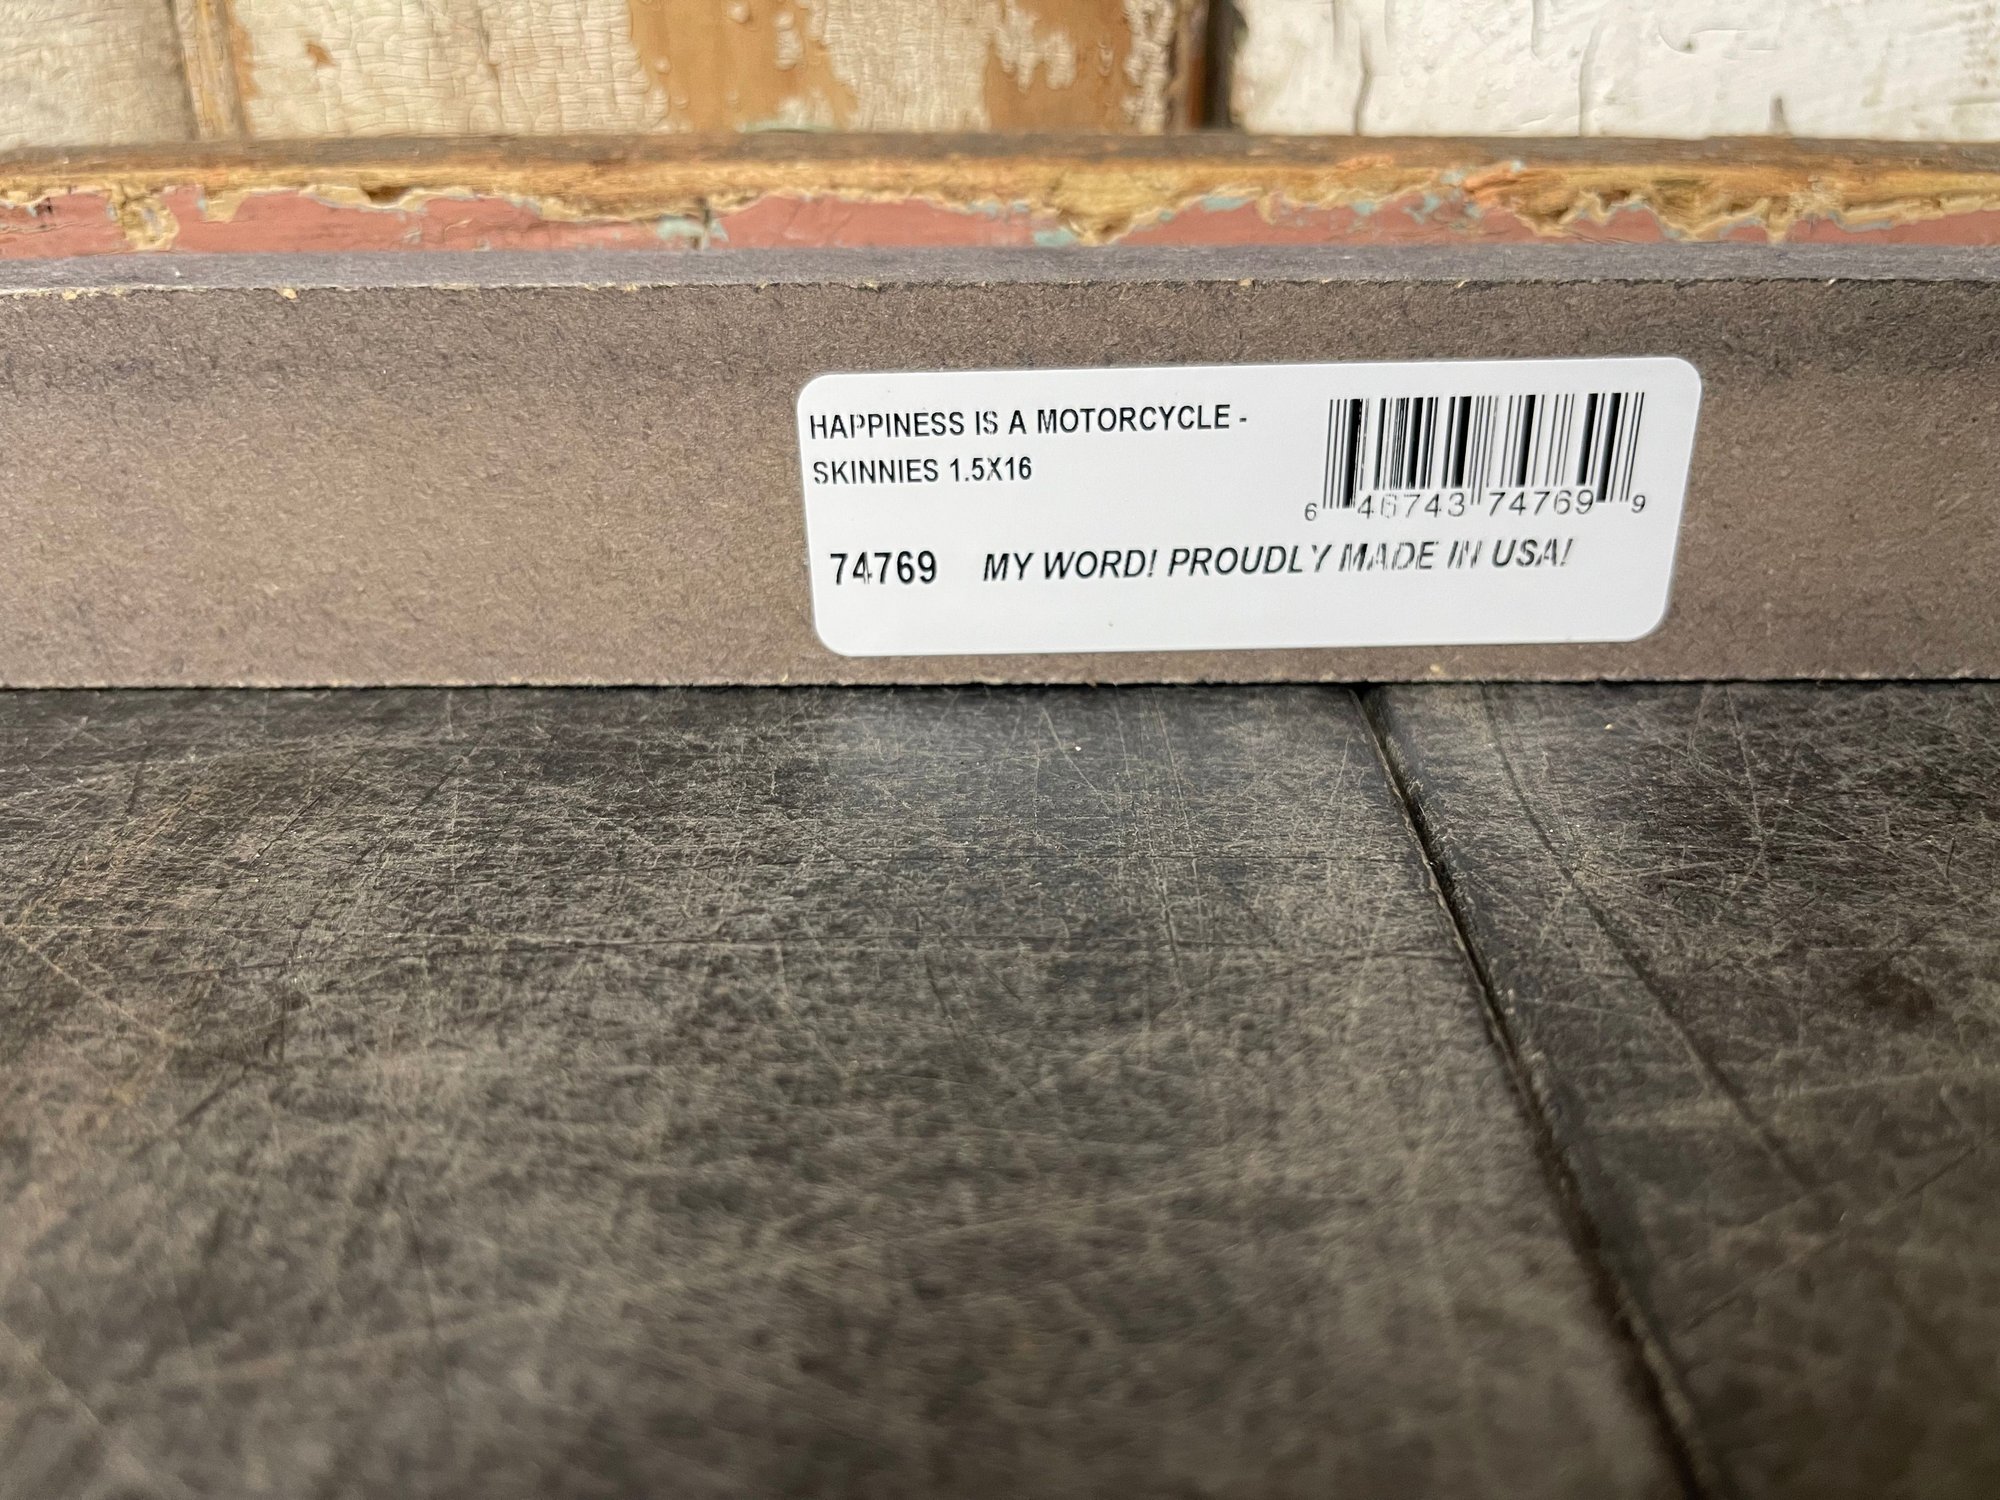 HAPPINESS IS A MOTORCYCLE -
SKINNIES 1.5X16
6 46743 74769 9
74769 MY WORD! PROUDLY MADE IN USA!